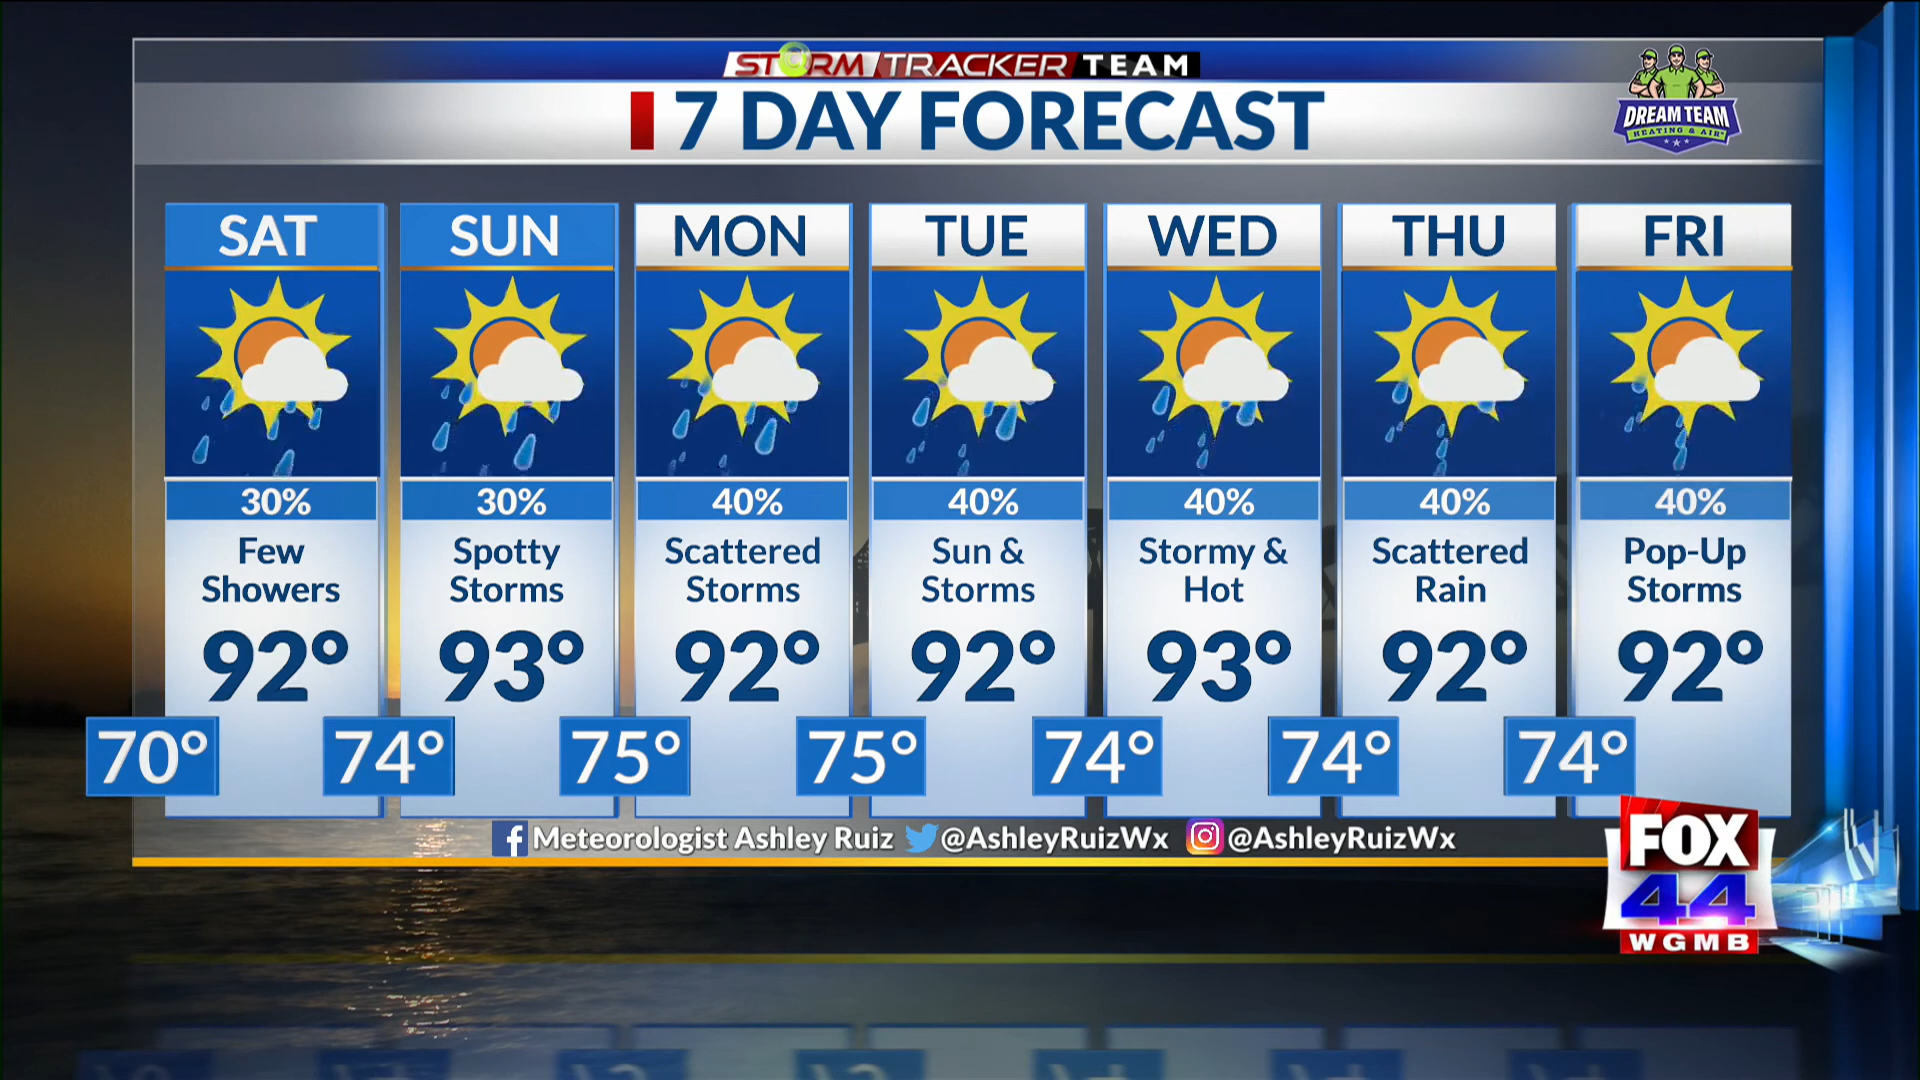 STORM TRACKER TEAM
7 DAY FORECAST
DREAM TEAM
HEATING & AIR
SAT
SUN
MON
TUE
WED
THU
FRI
30%
30%
40%
40%
40%
40%
40%
Few
Showers
Spotty
Storms
Scattered
Storms
Sun &
Storms
Stormy &
Hot
Scattered
Rain
Pop-Up
Storms
92°
93°
92°
92°
93°
92°
92°
70°
74°
75°
75°
74°
74°
74°
Meteorologist Ashley Ruiz @AshleyRuizWx @AshleyRuizWx
FOX
44
WGMB